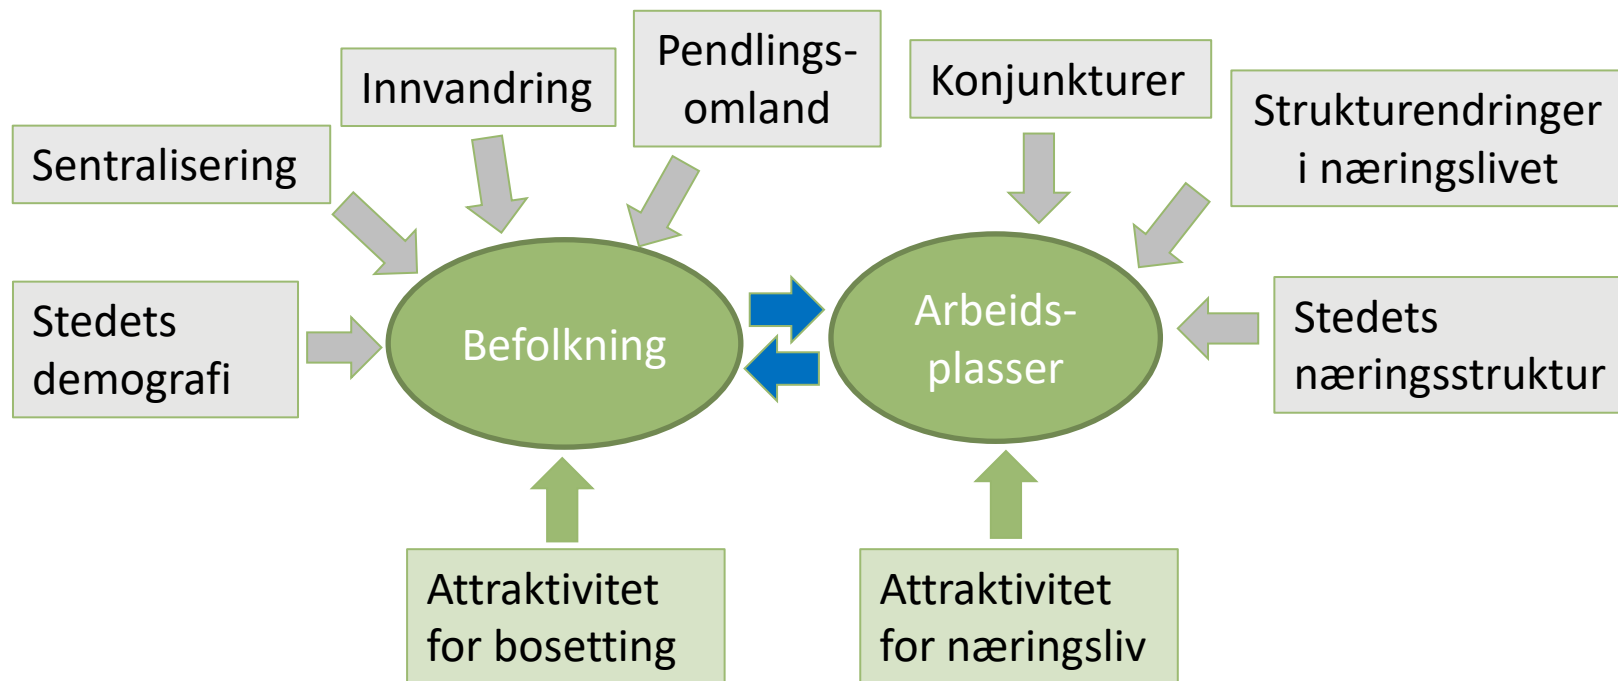 Sentralisering
Innvandring
Pendlings-
omland
Konjunkturer
Strukturendringer
i næringslivet
Stedets
demografi
Befolkning
Arbeids-
plasser
Stedets
næringsstruktur
Attraktivitet
for bosetting
Attraktivitet
for næringsliv